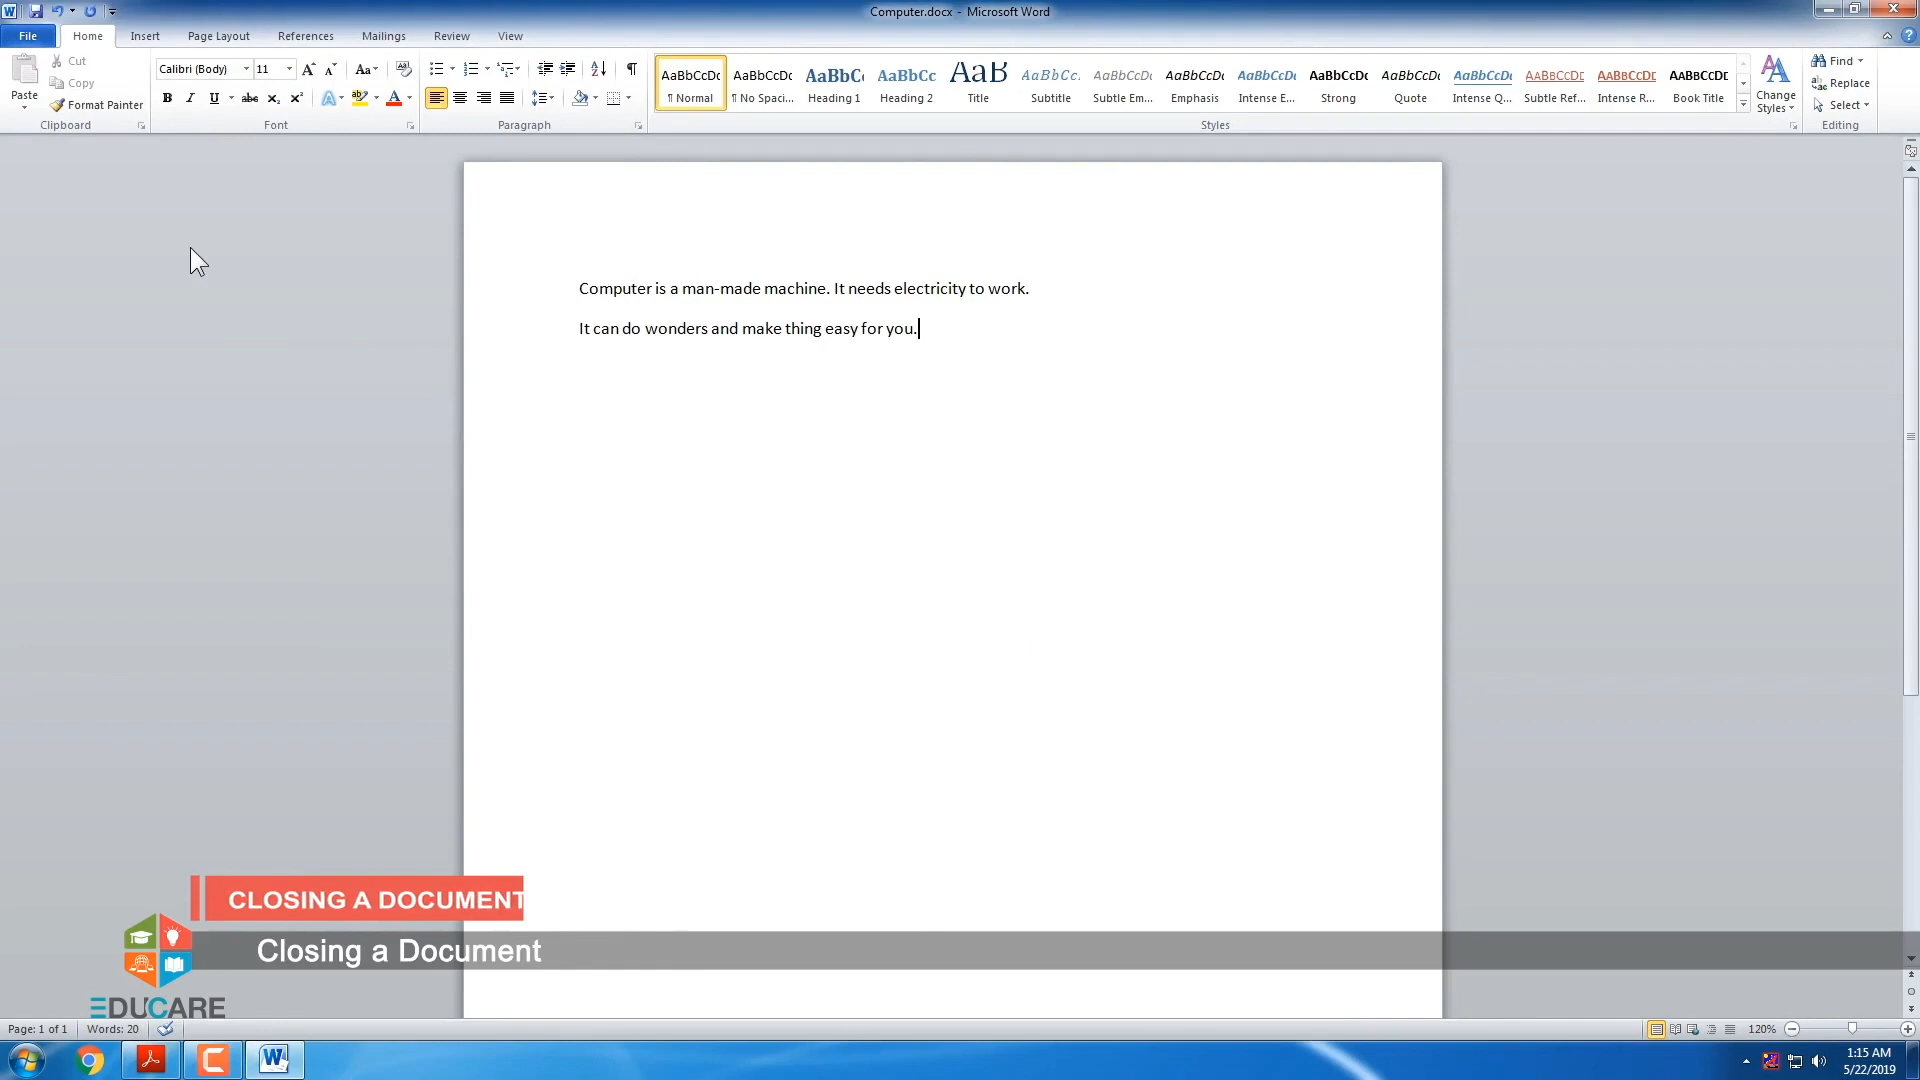 Computer.docx - Microsoft Word
File Home Insert Page Layout References Mailings Review View
Paste
Cut
Copy
Format Painter
Clipboard
Calibri (Body) 11
Aa
B I U abc x₂ x²
A ab A
Font
Paragraph
AaBbCcDc AaBbCcDc AaBbC AaBbCc AaB AaBbCc. AaBbCcDc AaBbCcDc AaBbCcDc AaBbCcDc AaBbCcDc AaBbCcDc AABBCCDE AABBCCDE AABBCCDE
¶ Normal ¶ No Spaci... Heading 1 Heading 2 Title Subtitle Subtle Em... Emphasis Intense E... Strong Quote Intense Q... Subtle Ref... Intense R... Book Title
Styles
Change
Styles
Find
Replace
Select
Editing
Computer is a man-made machine. It needs electricity to work.
It can do wonders and make thing easy for you.
CLOSING A DOCUMENT
Closing a Document
EDUCARE
Page: 1 of 1 Words: 20
120%
1:15 AM
5/22/2019